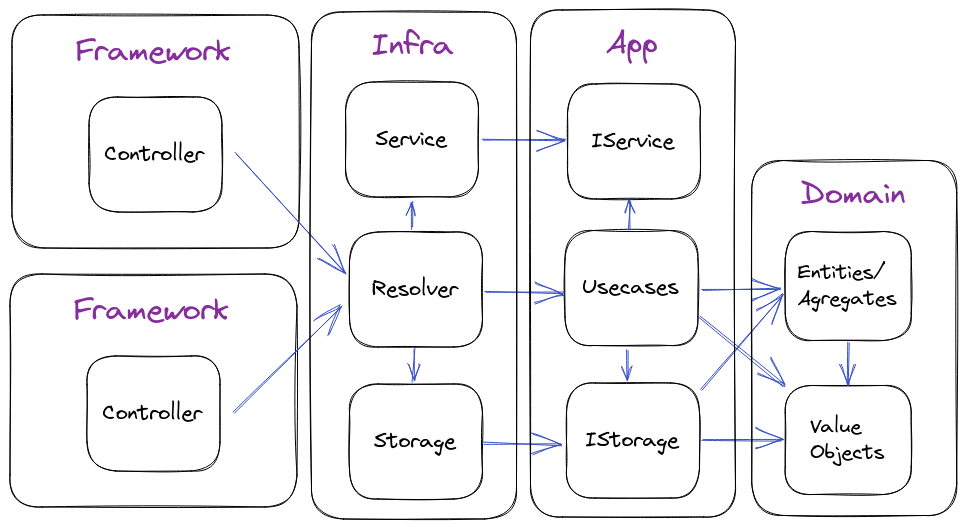 Framework
Controller
Framework
Controller
Infra
Service
Resolver
Storage
App
IService
Usecases
IStorage
Domain
Entities/
Agregates
Value
Objects